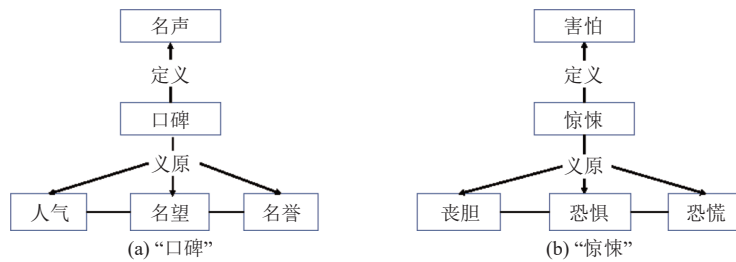 名声
定义
口碑
义原
人气 名望 名誉
(a) “口碑”
害怕
定义
惊悚
义原
丧胆 恐惧 恐慌
(b) “惊悚”